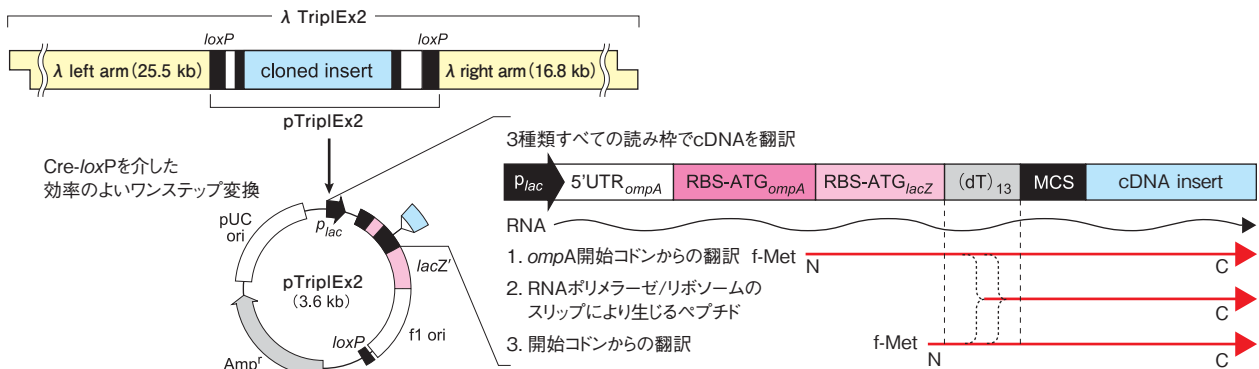 λ TriplEx2
loxP
loxP
λ left arm (25.5 kb)
cloned insert
λ right arm (16.8 kb)
pTriplEx2
Cre-loxPを介した
効率のよいワンステップ変換
pUC
ori
plac
lacZ'
pTriplEx2
(3.6 kb)
loxP
f1 ori
Ampr
3種類すべての読み枠でcDNAを翻訳
plac
5'UTRompA
RBS-ATGompA
RBS-ATGlacZ
(dT)13
MCS
cDNA insert
RNA
1. ompA開始コドンからの翻訳 f-Met
N
C
2. RNAポリメラーゼ/リボソームの
スリップにより生じるペプチド
C
3. 開始コドンからの翻訳
f-Met
N
C